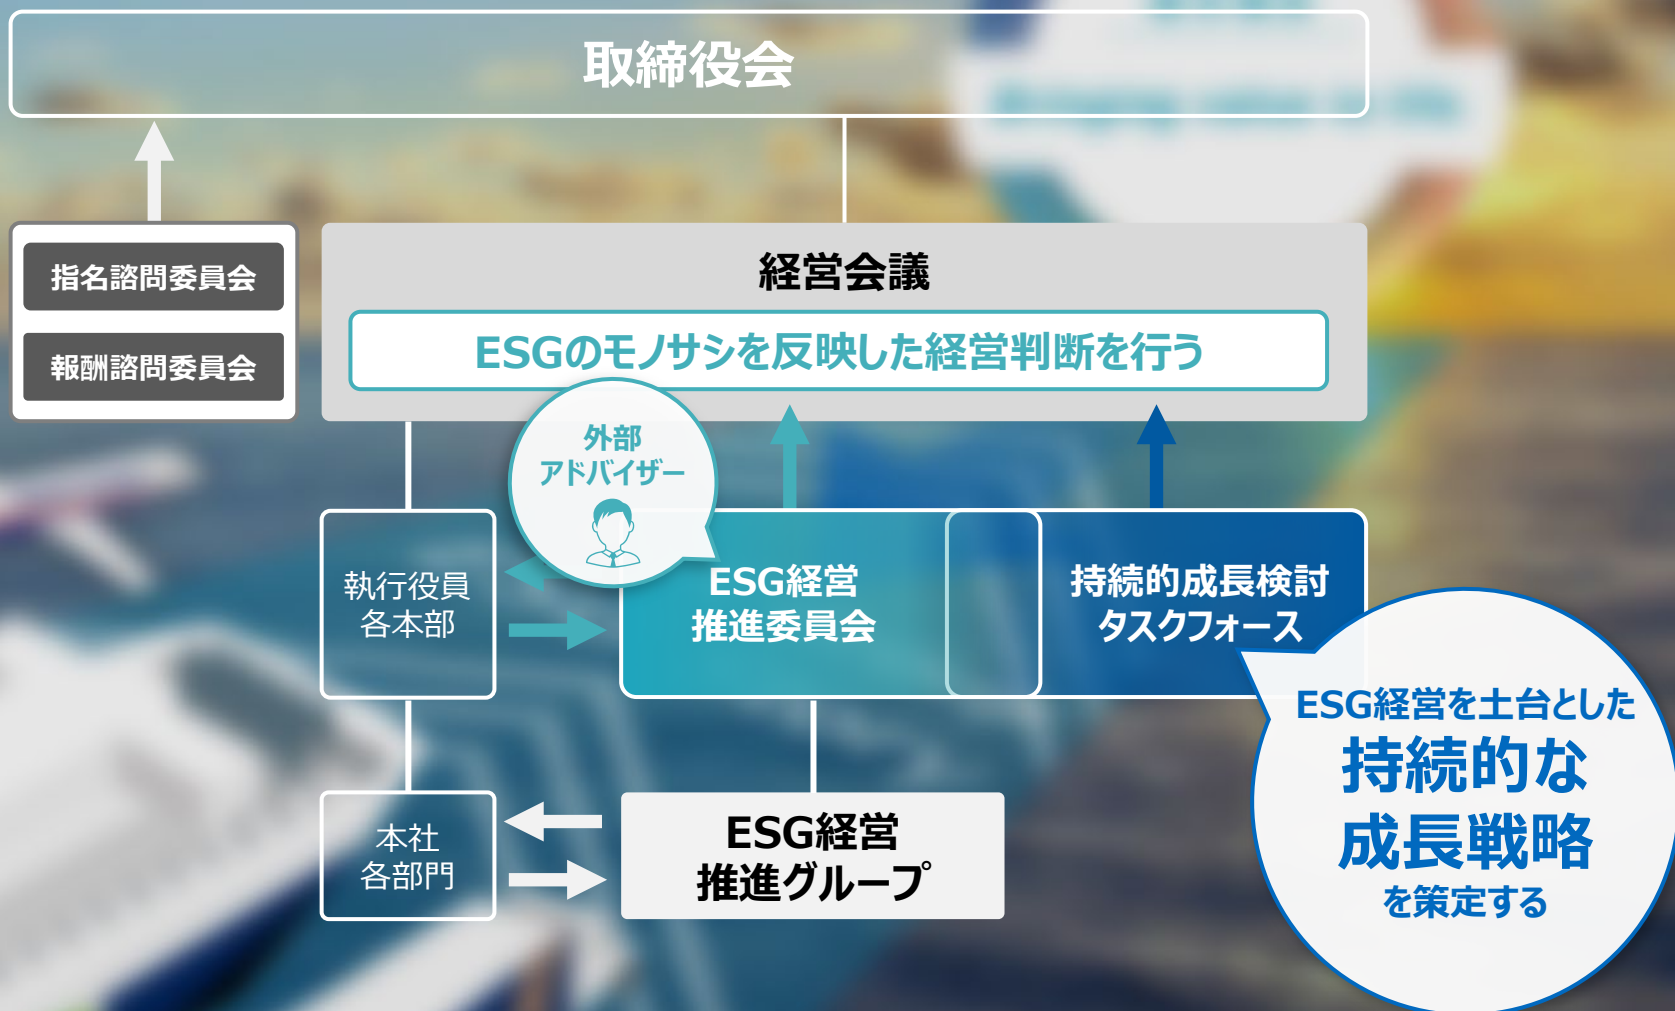 取締役会
指名諮問委員会
報酬諮問委員会
経営会議
ESGのモノサシを反映した経営判断を行う
外部
アドバイザー
執行役員
各本部
ESG経営
推進委員会
持続的成長検討
タスクフォース
ESG経営を土台とした
持続的な
成長戦略
を策定する
本社
各部門
ESG経営
推進グループ